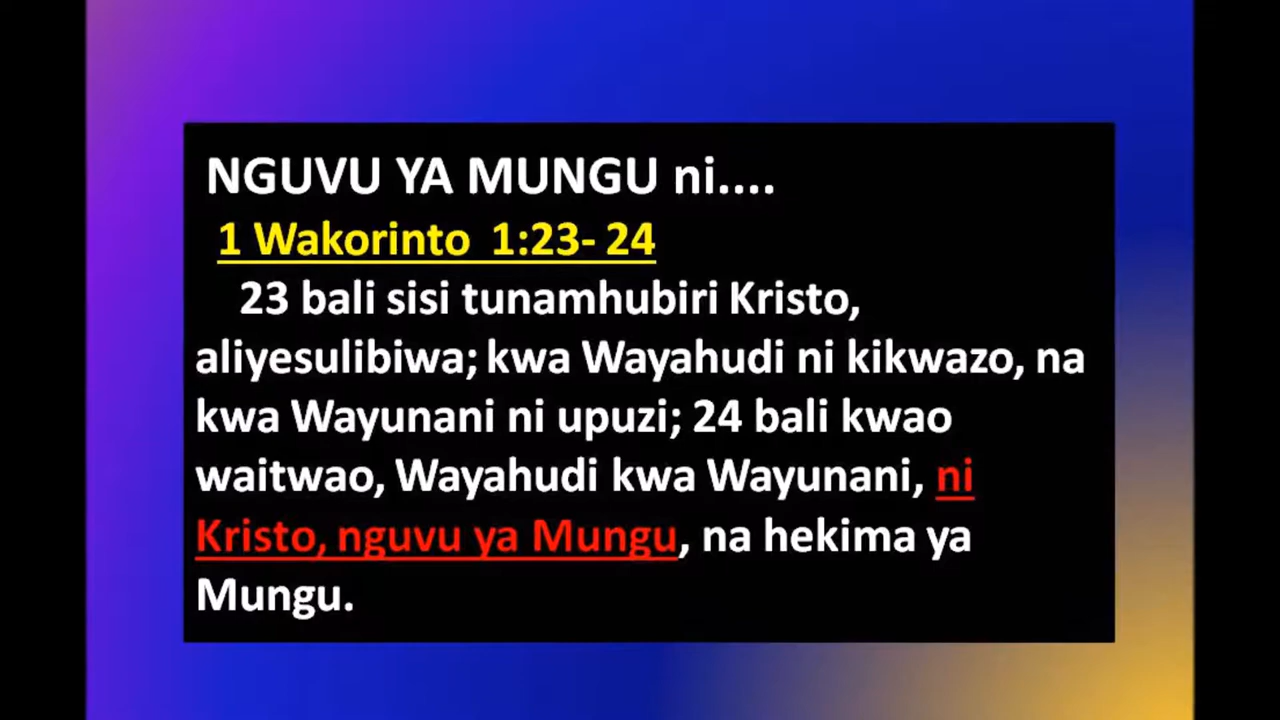 NGUVU YA MUNGU ni....
1 Wakorinto 1:23- 24
23 bali sisi tunamhubiri Kristo,
aliyesulibiwa; kwa Wayahudi ni kikwazo, na
kwa Wayunani ni upuzi; 24 bali kwao
waitwao, Wayahudi kwa Wayunani, ni
Kristo, nguvu ya Mungu, na hekima ya
Mungu.